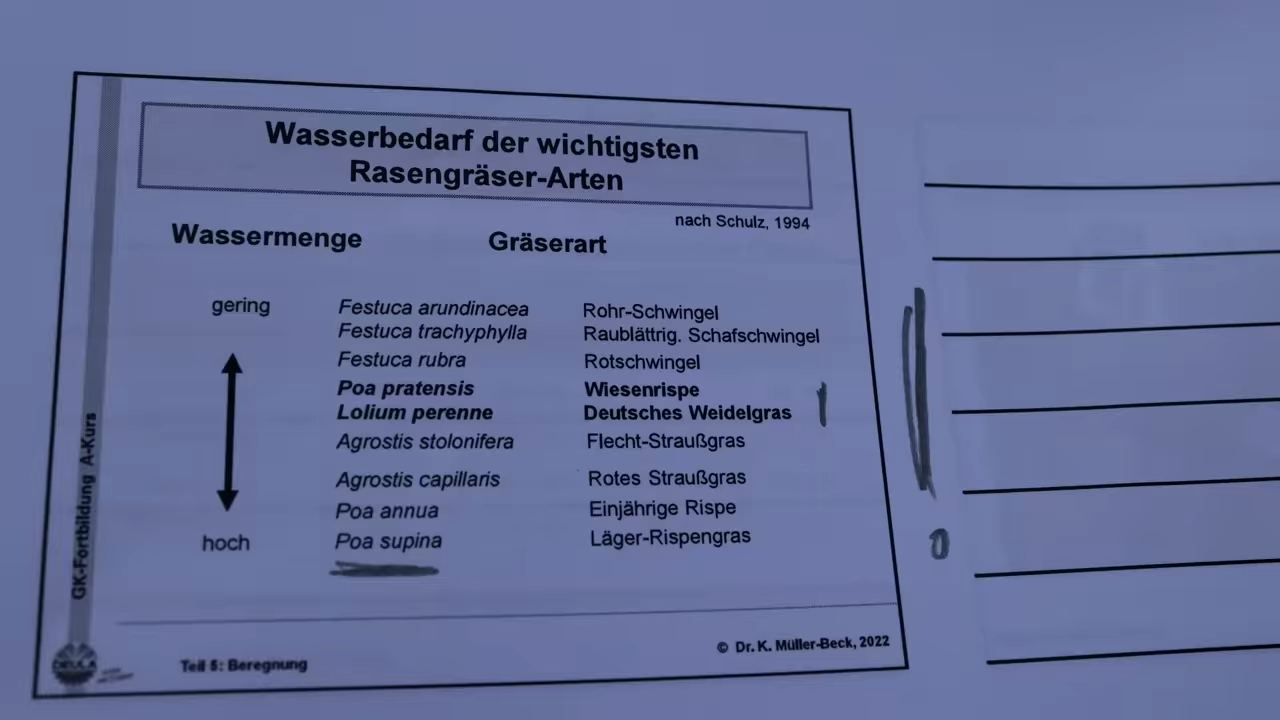 Wasserbedarf der wichtigsten
Rasengräser-Arten
nach Schulz, 1994
Wassermenge Gräserart
gering Festuca arundinacea Rohr-Schwingel
Festuca trachyphylla Raublättrig. Schafschwingel
Festuca rubra Rotschwingel
Poa pratensis Wiesenrispe
Lolium perenne Deutsches Weidelgras
Agrostis stolonifera Flecht-Straußgras
Agrostis capillaris Rotes Straußgras
Poa annua Einjährige Rispe
hoch Poa supina Läger-Rispengras
GK-Fortbildung A-Kurs
DEULA
Teil 5: Beregnung
© Dr. K. Müller-Beck, 2022